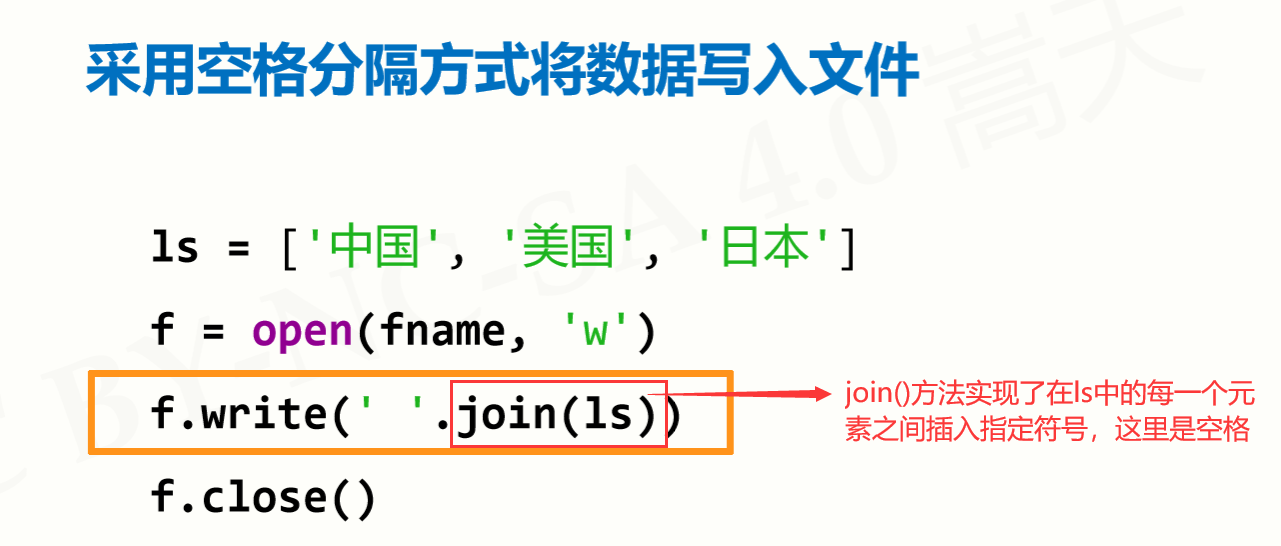 采用空格分隔方式将数据写入文件
ls = ['中国', '美国', '日本']
f = open(fname, 'w')
f.write(' '.join(ls))
join()方法实现了在ls中的每一个元
素之间插入指定符号，这里是空格
f.close()
CC BY-NC-SA 4.0 嵩天